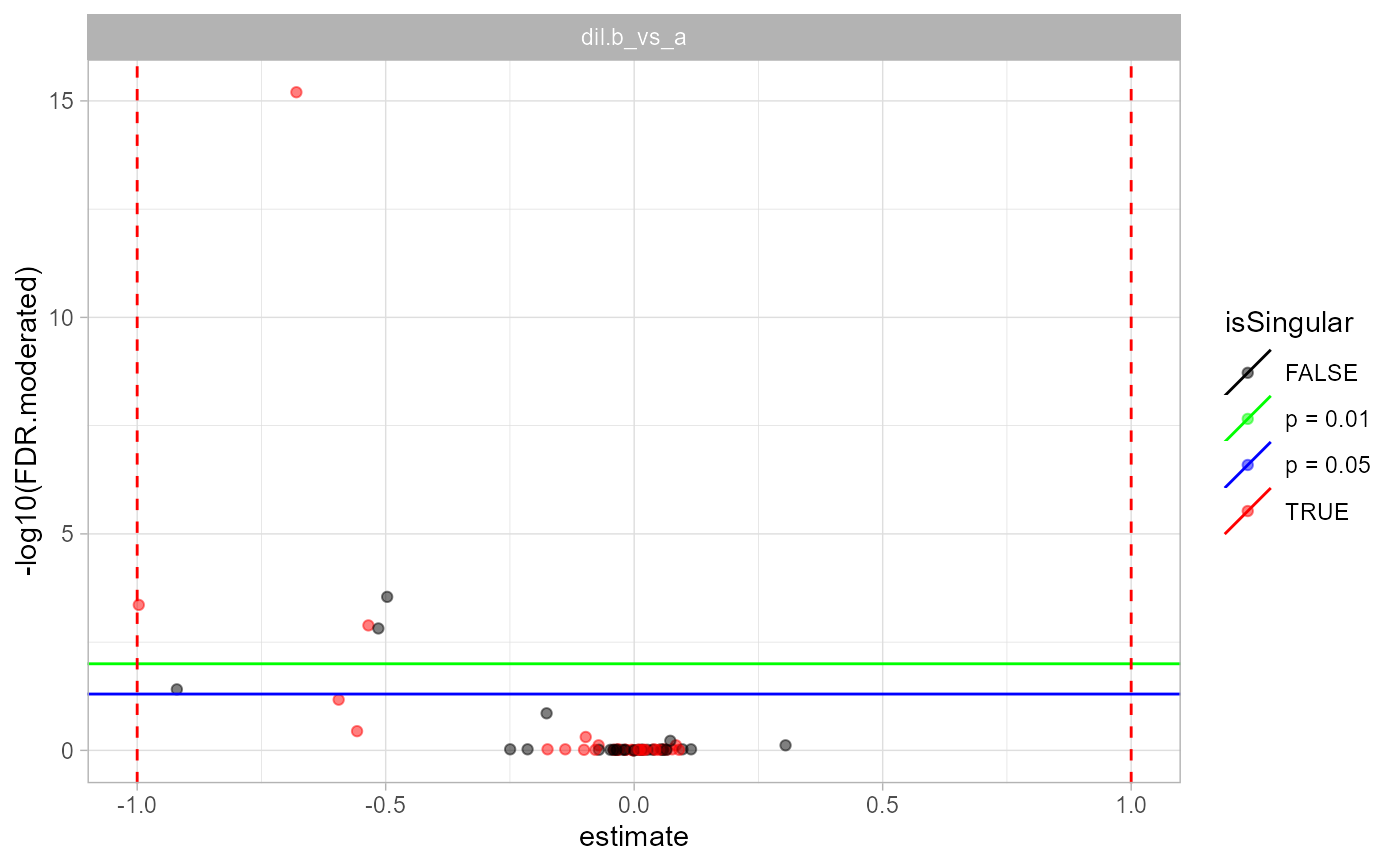 dil.b_vs_a
-log10(FDR.moderated)
15
10
5
0
-1.0
-0.5
0.0
0.5
1.0
estimate
isSingular
FALSE
p = 0.01
p = 0.05
TRUE